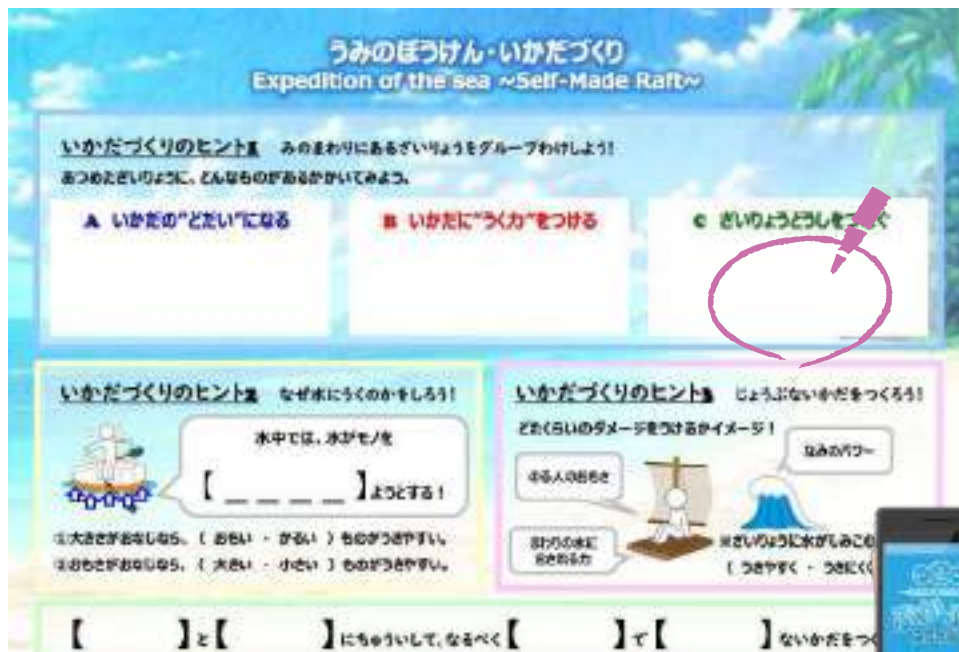 うみのぼうけん・いかだづくり
Expedition of the sea ~Self-Made Raft~
いかだづくりのヒント1 みのまわりにあるざいりょうをグループわけしよう!
あつめたざいりょうに、どんなものがあるかかいてみよう。
A いかだの"どだい"になる
B いかだに"うく力"をつける
C ざいりょうどうしをつなぐ
いかだづくりのヒント2 なぜ水にうくのかをしろう!
水中では、水がモノを
【 _ _ _ _ 】ようとする!
①大きさがおなじなら、( おもい ・ かるい ) ものがうきやすい。
②おもさがおなじなら、( 大きい ・ 小さい ) ものがうきやすい。
いかだづくりのヒント3 じょうぶないかだをつくろう!
どれくらいのダメージをうけるかイメージ!
のる人のおもさ
なみのパワー
まわりの水に
おされる力
※ざいりょうに水がしみこ
( うきやすく ・ うきにく
【 】と【 】にちゅういして、なるべく【 】で【 】ないかだをつ